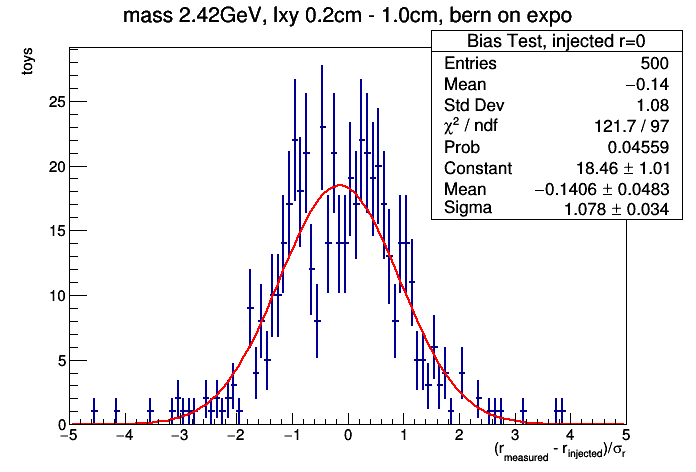 mass 2.42GeV, lxy 0.2cm - 1.0cm, bern on expo
Bias Test, injected r=0
Entries 500
Mean −0.14
Std Dev 1.08
χ² / ndf 121.7 / 97
Prob 0.04559
Constant 18.46 ± 1.01
Mean −0.1406 ± 0.0483
Sigma 1.078 ± 0.034
toys
25
20
15
10
5
0
−5 −4 −3 −2 −1 0 1 2 3 4 5
(r_measured - r_injected)/σ_r